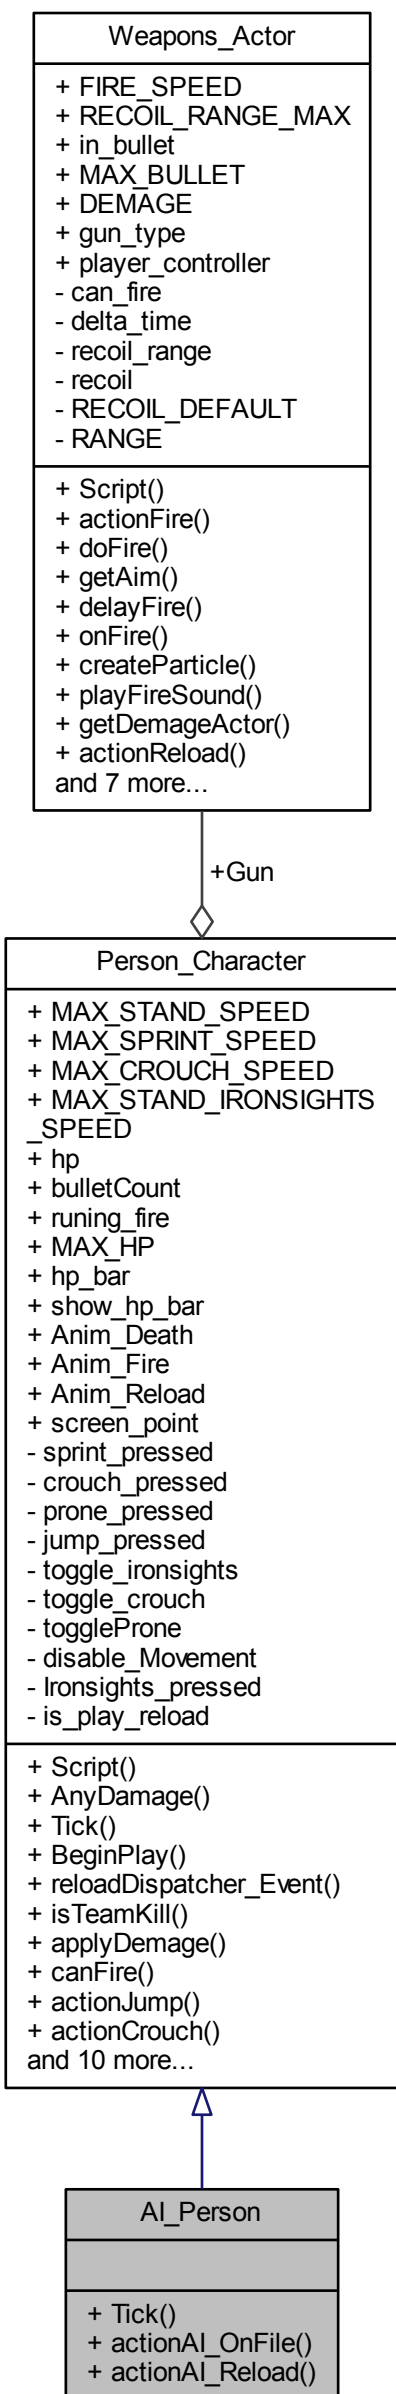 Weapons_Actor
+ FIRE_SPEED
+ RECOIL_RANGE_MAX
+ in_bullet
+ MAX_BULLET
+ DEMAGE
+ gun_type
+ player_controller
- can_fire
- delta_time
- recoil_range
- recoil
- RECOIL_DEFAULT
- RANGE
+ Script()
+ actionFire()
+ doFire()
+ getAim()
+ delayFire()
+ onFire()
+ createParticle()
+ playFireSound()
+ getDemageActor()
+ actionReload()
and 7 more...
+Gun
Person_Character
+ MAX_STAND_SPEED
+ MAX_SPRINT_SPEED
+ MAX_CROUCH_SPEED
+ MAX_STAND_IRONSIGHTS
_SPEED
+ hp
+ bulletCount
+ runing_fire
+ MAX_HP
+ hp_bar
+ show_hp_bar
+ Anim_Death
+ Anim_Fire
+ Anim_Reload
+ screen_point
- sprint_pressed
- crouch_pressed
- prone_pressed
- jump_pressed
- toggle_ironsights
- toggle_crouch
- toggleProne
- disable_Movement
- Ironsights_pressed
- is_play_reload
+ Script()
+ AnyDamage()
+ Tick()
+ BeginPlay()
+ reloadDispatcher_Event()
+ isTeamKill()
+ applyDemage()
+ canFire()
+ actionJump()
+ actionCrouch()
and 10 more...
AI_Person
+ Tick()
+ actionAI_OnFile()
+ actionAI_Reload()